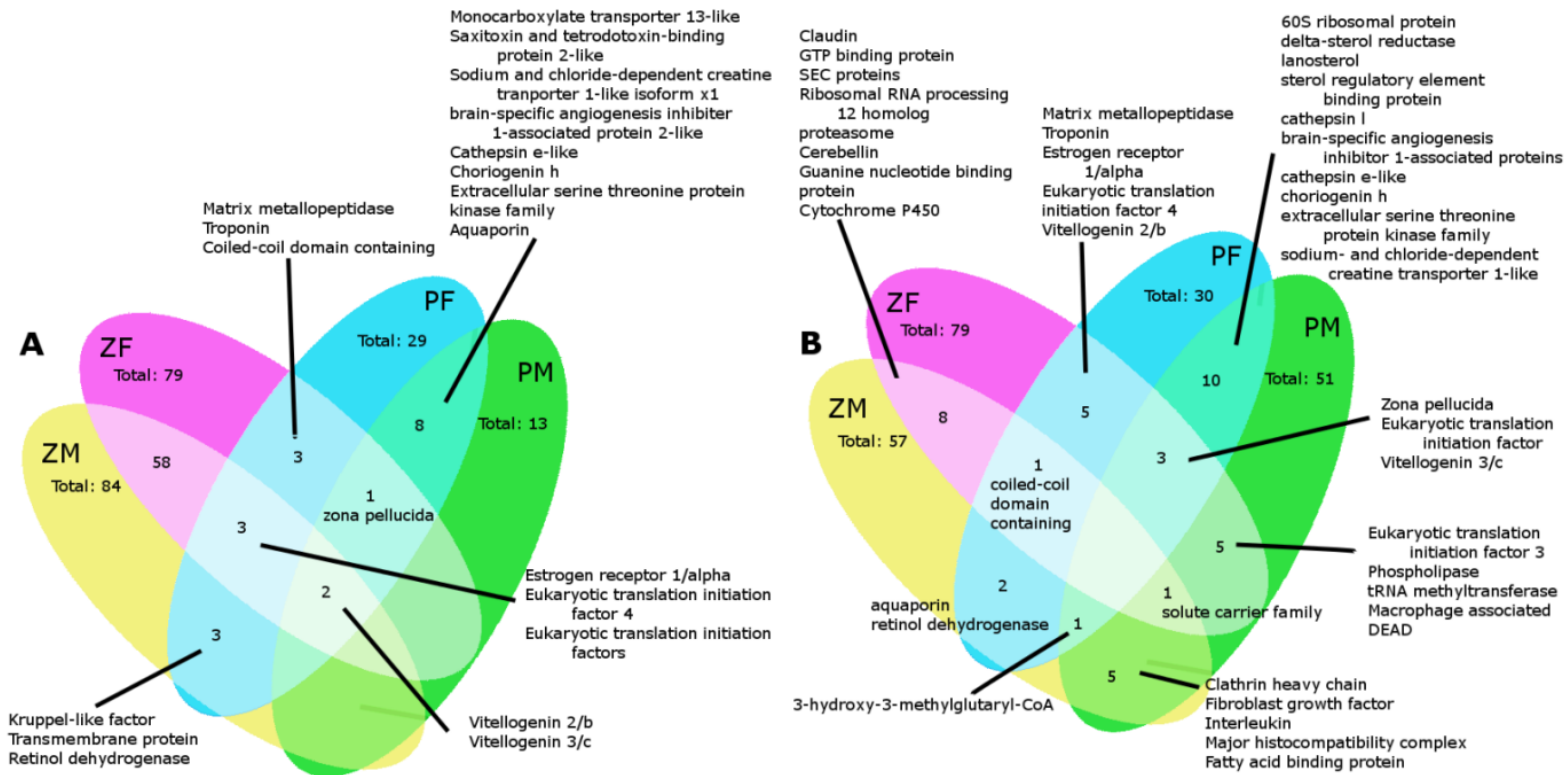 Monocarboxylate transporter 13-like
Saxitoxin and tetrodotoxin-binding
protein 2-like
Sodium and chloride-dependent creatine
tranporter 1-like isoform x1
brain-specific angiogenesis inhibiter
1-associated protein 2-like
Cathepsin e-like
Choriogenin h
Extracellular serine threonine protein
kinase family
Aquaporin
Matrix metallopeptidase
Troponin
Coiled-coil domain containing
A
ZF
Total: 79
PF
Total: 29
PM
Total: 13
ZM
Total: 84
58
3
8
1
zona pellucida
3
2
3
Estrogen receptor 1/alpha
Eukaryotic translation initiation
factor 4
Eukaryotic translation initiation
factors
Kruppel-like factor
Transmembrane protein
Retinol dehydrogenase
Vitellogenin 2/b
Vitellogenin 3/c
Claudin
GTP binding protein
SEC proteins
Ribosomal RNA processing
12 homolog
proteasome
Cerebellin
Guanine nucleotide binding
protein
Cytochrome P450
Matrix metallopeptidase
Troponin
Estrogen receptor
1/alpha
Eukaryotic translation
initiation factor 4
Vitellogenin 2/b
60S ribosomal protein
delta-sterol reductase
lanosterol
sterol regulatory element
binding protein
cathepsin l
brain-specific angiogenesis
inhibitor 1-associated proteins
cathepsin e-like
choriogenin h
extracellular serine threonine
protein kinase family
sodium- and chloride-dependent
creatine transporter 1-like
B
ZF
Total: 79
PF
Total: 30
PM
Total: 51
ZM
Total: 57
8
5
10
1
coiled-coil
domain
containing
3
5
2
aquaporin
retinol dehydrogenase
1
solute carrier family
1
5
Zona pellucida
Eukaryotic translation
initiation factor
Vitellogenin 3/c
Eukaryotic translation
initiation factor 3
Phospholipase
tRNA methyltransferase
Macrophage associated
DEAD
3-hydroxy-3-methylglutaryl-CoA
Clathrin heavy chain
Fibroblast growth factor
Interleukin
Major histocompatibility complex
Fatty acid binding protein